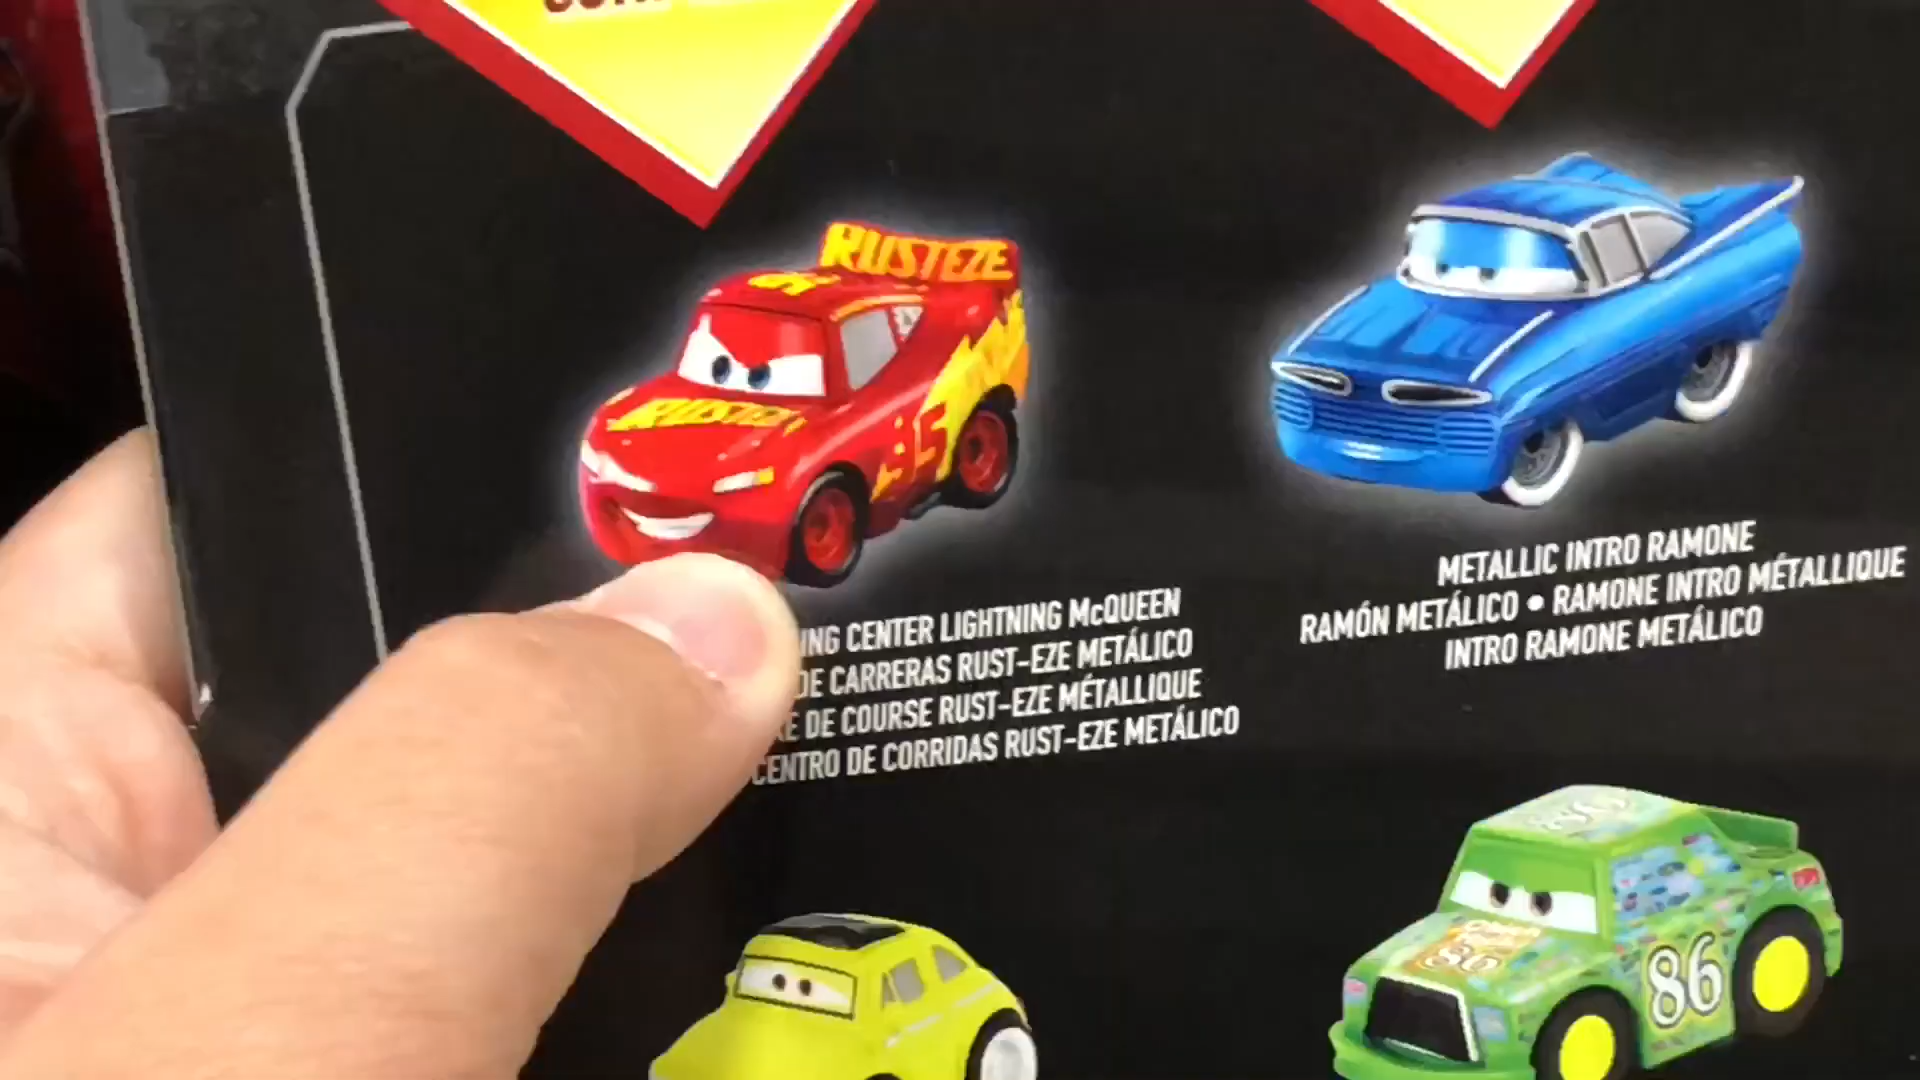 RUSTEZE
RUSTEZE
95
CENTER LIGHTNING McQUEEN
DE CARRERAS RUST-EZE METÁLICO
DE COURSE RUST-EZE MÉTALLIQUE
CENTRO DE CORRIDAS RUST-EZE METÁLICO
METALLIC INTRO RAMONE
RAMÓN METÁLICO • RAMONE INTRO MÉTALLIQUE
INTRO RAMONE METÁLICO
86
86
86